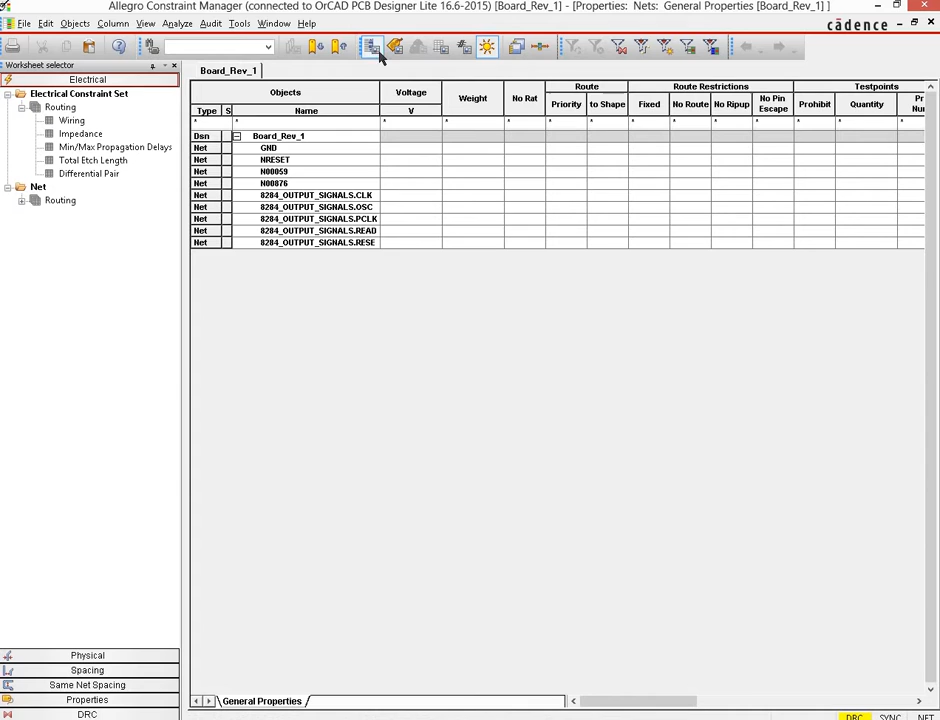 Allegro Constraint Manager (connected to OrCAD PCB Designer Lite 16.6-2015) [Board_Rev_1] - [Properties: Nets: General Properties [Board_Rev_1] ]
File Edit Objects Column View Analyze Audit Tools Window Help
cādence
Worksheet selector
Board_Rev_1
Electrical
Electrical Constraint Set
Routing
Wiring
Impedance
Min/Max Propagation Delays
Total Etch Length
Differential Pair
Net
Routing
Objects Voltage Weight No Rat Route Route Restrictions Testpoints
Type S Name V Priority to Shape Fixed No Route No Ripup No Pin Escape Prohibit Quantity
* * * * * * * * * * * * * *
Dsn Board_Rev_1
Net GND
Net NRESET
Net N00059
Net N00876
Net 8284_OUTPUT_SIGNALS.CLK
Net 8284_OUTPUT_SIGNALS.OSC
Net 8284_OUTPUT_SIGNALS.PCLK
Net 8284_OUTPUT_SIGNALS.READ
Net 8284_OUTPUT_SIGNALS.RESE
Physical
Spacing
Same Net Spacing
Properties
DRC
General Properties
DRC SYNC NET